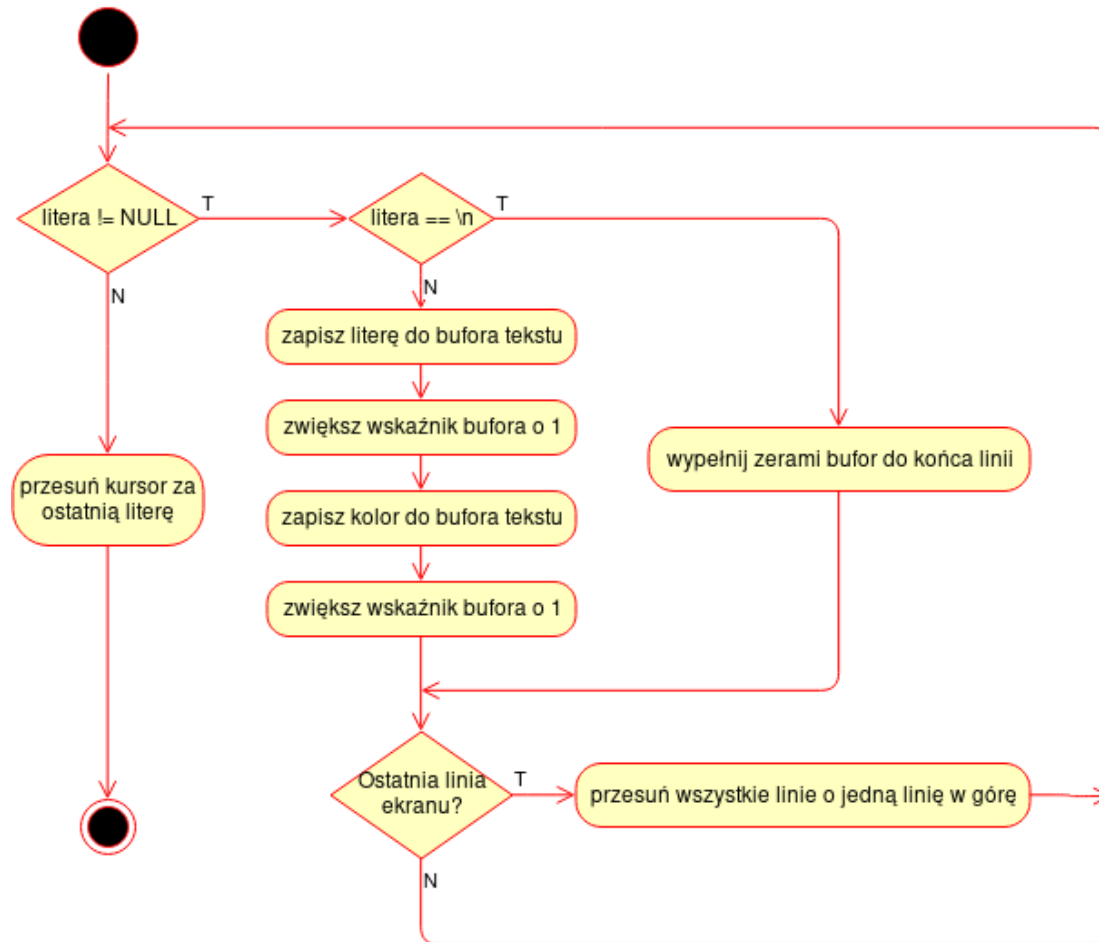 litera != NULL
T
litera == \n
T
N
N
zapisz literę do bufora tekstu
zwiększ wskaźnik bufora o 1
wypełnij zerami bufor do końca linii
przesuń kursor za
ostatnią literę
zapisz kolor do bufora tekstu
zwiększ wskaźnik bufora o 1
Ostatnia linia
ekranu?
T
przesuń wszystkie linie o jedną linię w górę
N